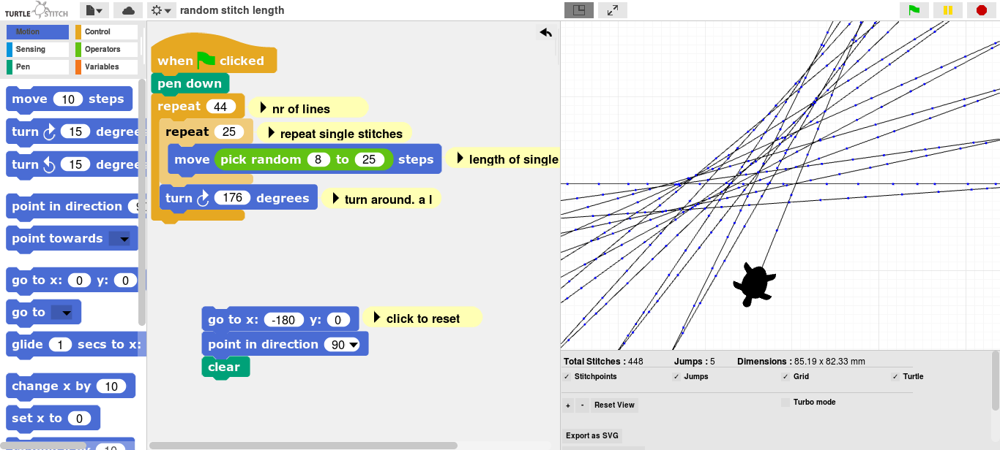 TURTLE STITCH
random stitch length
Motion Control
Sensing Operators
Pen Variables
move 10 steps
turn 15 degrees
turn 15 degrees
point in direction
point towards
go to x: 0 y: 0
go to
glide 1 secs to x:
change x by 10
set x to 0
when clicked
pen down
repeat 44
nr of lines
repeat 25
repeat single stitches
move pick random 8 to 25 steps
length of single
turn 176 degrees
turn around. a l
go to x: -180 y: 0
click to reset
point in direction 90
clear
Total Stitches : 448 Jumps : 5 Dimensions : 85.19 x 82.33 mm
Stitchpoints Jumps Grid Turtle
+ - Reset View Turbo mode
Export as SVG